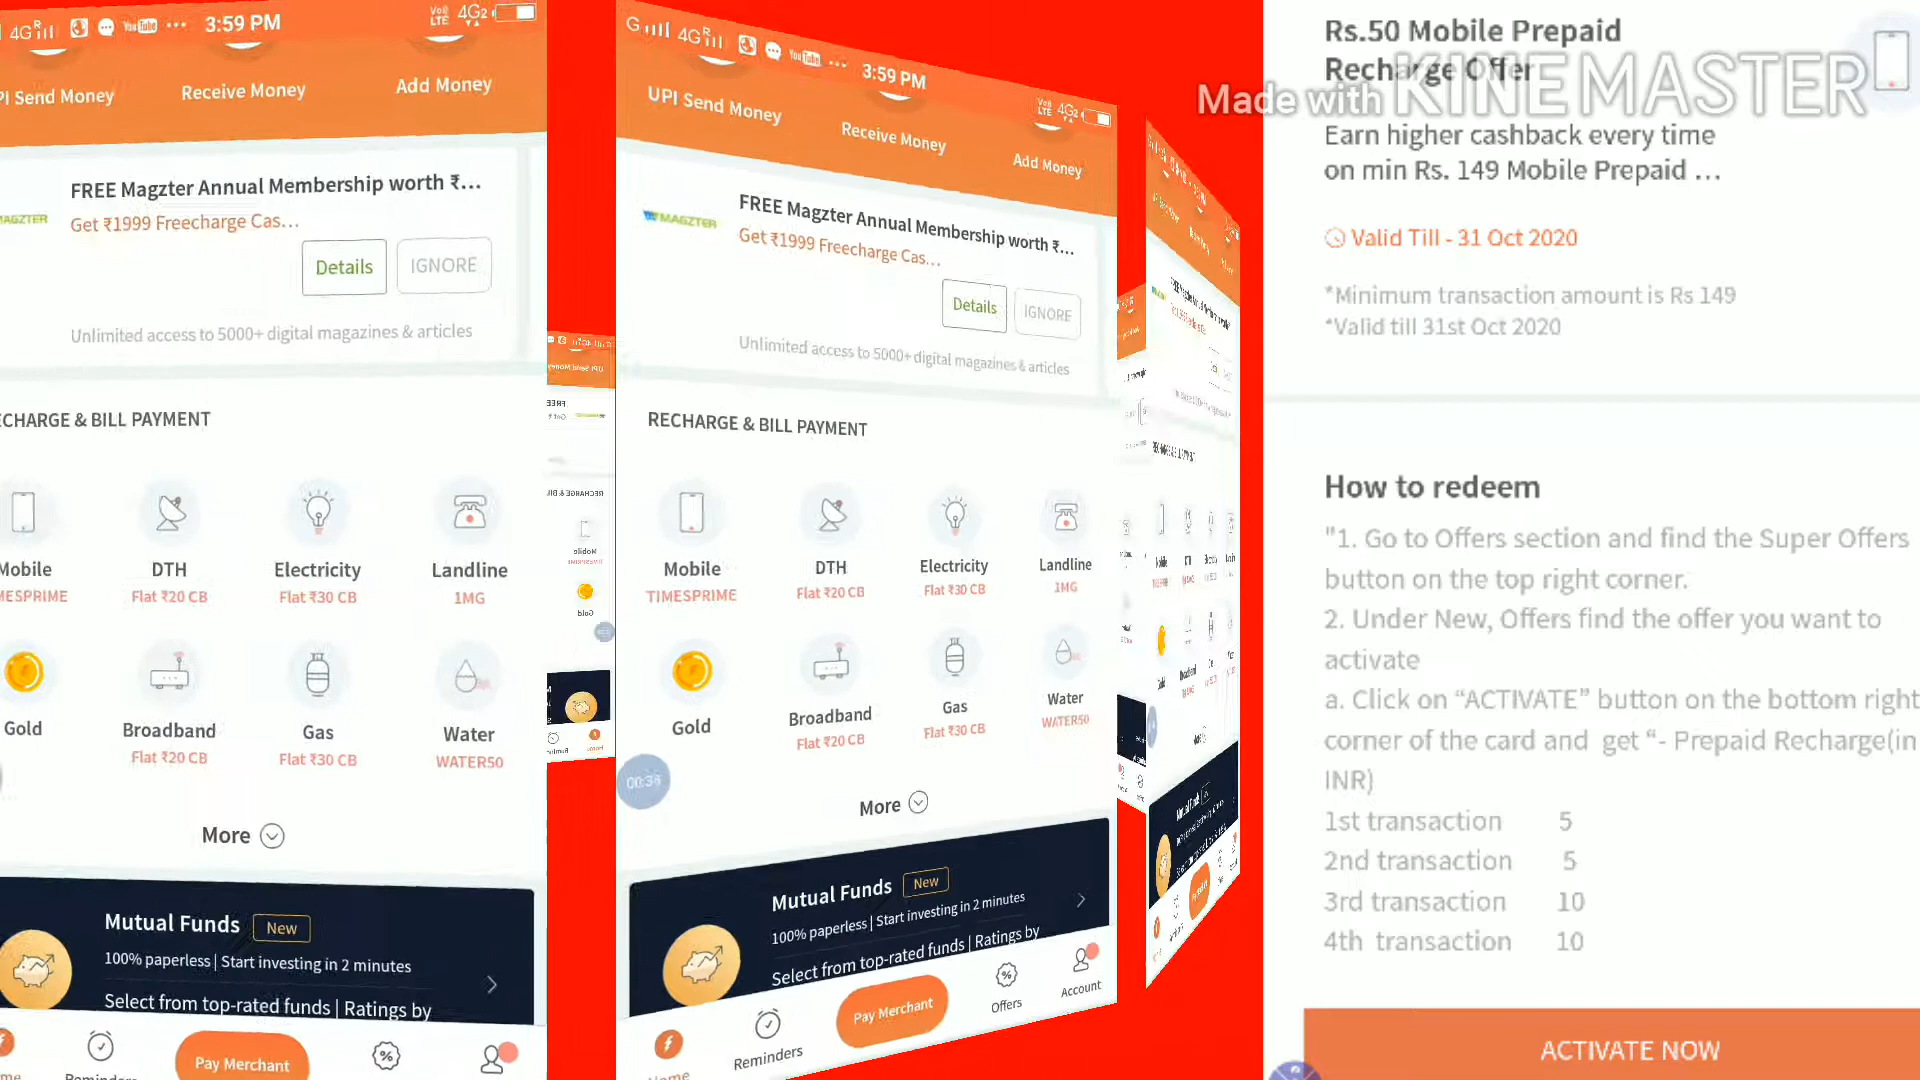 3:59 PM
PI Send Money
Receive Money
Add Money
FREE Magzter Annual Membership worth ₹...
Get ₹1999 Freecharge Cas...
MAGZTER
Details
IGNORE
Unlimited access to 5000+ digital magazines & articles
ECHARGE & BILL PAYMENT
Mobile
DTH
Electricity
Landline
MESPRIME
Flat ₹20 CB
Flat ₹30 CB
1MG
Gold
Broadband
Gas
Water
Flat ₹20 CB
Flat ₹30 CB
WATER50
More
Mutual Funds
New
100% paperless | Start investing in 2 minutes
Select from top-rated funds | Ratings by
Pay Merchant
3:59 PM
UPI Send Money
Receive Money
Add Money
FREE Magzter Annual Membership worth ₹...
Get ₹1999 Freecharge Cas...
MAGZTER
Details
IGNORE
Unlimited access to 5000+ digital magazines & articles
RECHARGE & BILL PAYMENT
Mobile
DTH
Electricity
Landline
TIMESPRIME
Flat ₹20 CB
Flat ₹30 CB
1MG
Gold
Broadband
Gas
Water
Flat ₹20 CB
Flat ₹30 CB
WATER50
More
Mutual Funds
New
100% paperless | Start investing in 2 minutes
Select from top-rated funds | Ratings by
Home
Reminders
Pay Merchant
Offers
Account
Rs.50 Mobile Prepaid
Recharge Offer
Made with KINEMASTER
Earn higher cashback every time
on min Rs. 149 Mobile Prepaid ...
Valid Till - 31 Oct 2020
*Minimum transaction amount is Rs 149
*Valid till 31st Oct 2020
How to redeem
"1. Go to Offers section and find the Super Offers
button on the top right corner.
2. Under New, Offers find the offer you want to
activate
a. Click on “ACTIVATE” button on the bottom right
corner of the card and get “- Prepaid Recharge(in
INR)
1st transaction 5
2nd transaction 5
3rd transaction 10
4th transaction 10
ACTIVATE NOW